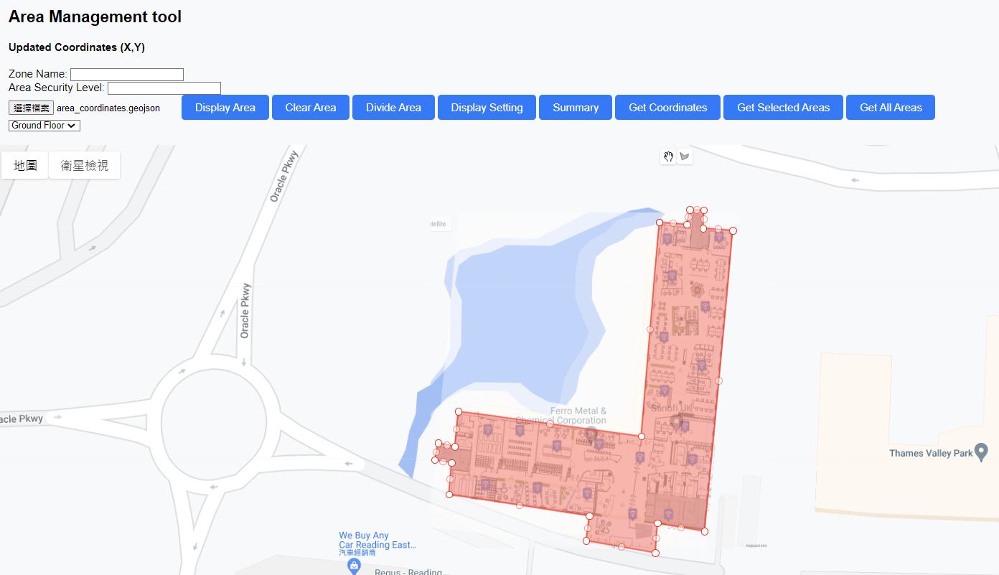 Area Management tool
Updated Coordinates (X,Y)
Zone Name:
Area Security Level:
選擇檔案 area_coordinates.geojson
Display Area
Clear Area
Divide Area
Display Setting
Summary
Get Coordinates
Get Selected Areas
Get All Areas
Ground Floor
地圖
衛星檢視
Oracle Pkwy
tellite
Oracle Pkwy
Ferro Metal &
Chemical Corporation
Sanofi UK
acle Pkwy
Thames Valley Park
We Buy Any
Car Reading East...
汽車經銷商
Regus - Reading